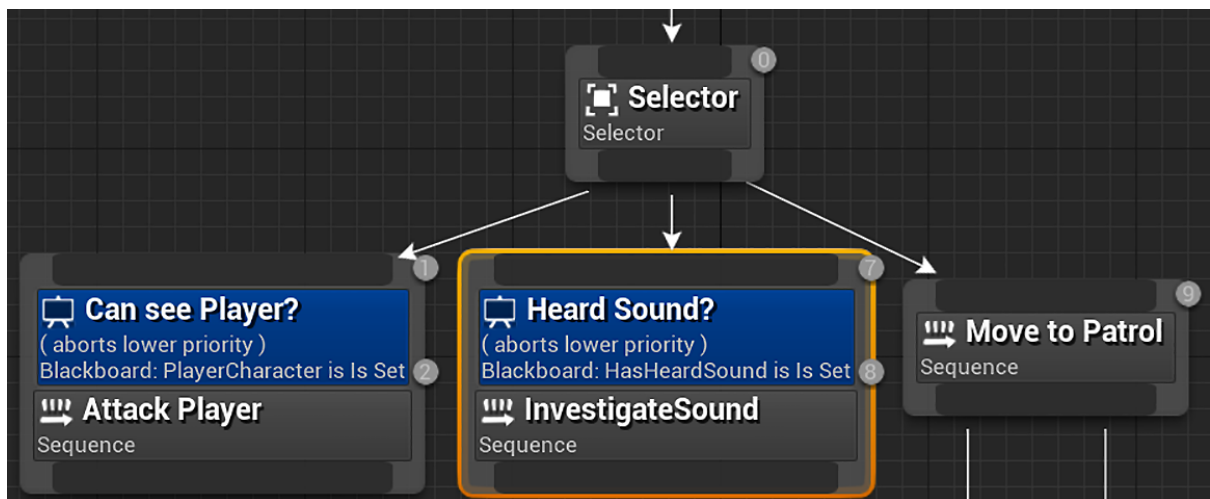 0
Selector
Selector
1
Can see Player?
( aborts lower priority )
Blackboard: PlayerCharacter is Is Set
2
Attack Player
Sequence
7
Heard Sound?
( aborts lower priority )
Blackboard: HasHeardSound is Is Set
8
InvestigateSound
Sequence
9
Move to Patrol
Sequence